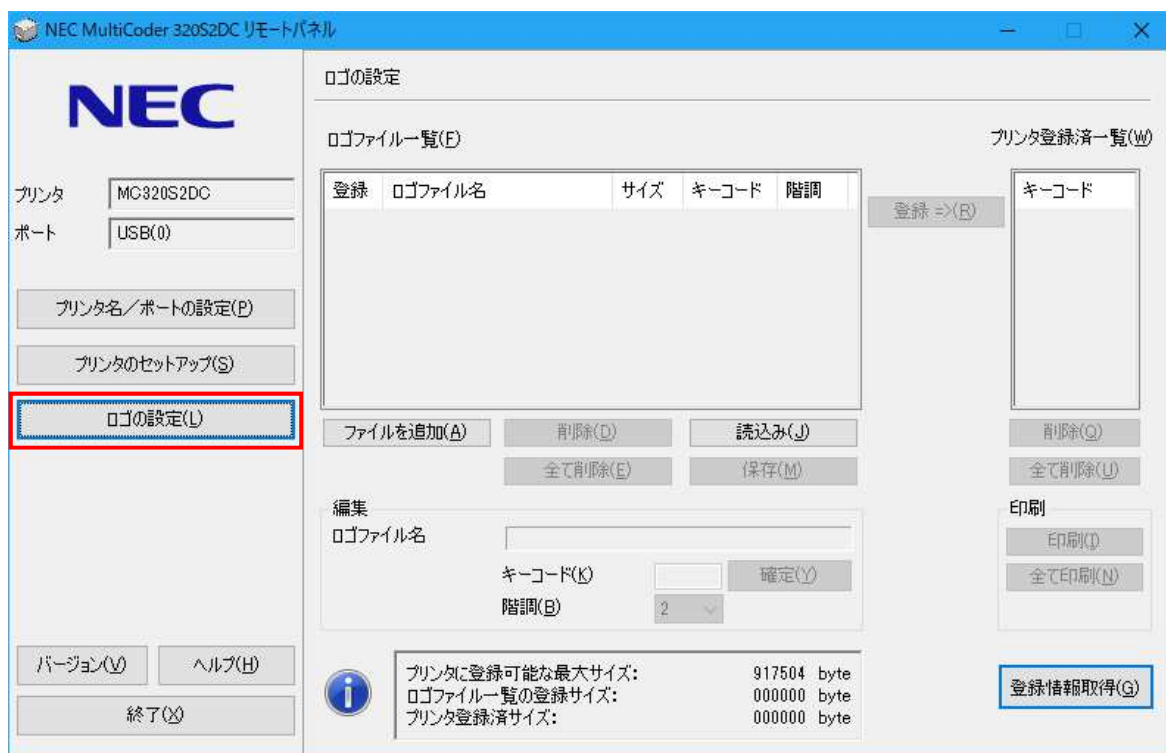 NEC MultiCoder 320S2DC リモートパネル
NEC
プリンタ MC320S2DC
ポート USB(0)
プリンタ名／ポートの設定(P)
プリンタのセットアップ(S)
ロゴの設定(L)
バージョン(V) ヘルプ(H)
終了(X)
ロゴの設定
ロゴファイル一覧(F)
登録 ロゴファイル名 サイズ キーコード 階調
登録 =>(R)
プリンタ登録済一覧(W)
キーコード
ファイルを追加(A) 削除(D) 読込み(J)
全て削除(E) 保存(M)
削除(Q)
全て削除(U)
編集
ロゴファイル名
キーコード(K) 確定(Y)
階調(B) 2
印刷
印刷(I)
全て印刷(N)
プリンタに登録可能な最大サイズ: 917504 byte
ロゴファイル一覧の登録サイズ: 000000 byte
プリンタ登録済サイズ: 000000 byte
登録情報取得(G)